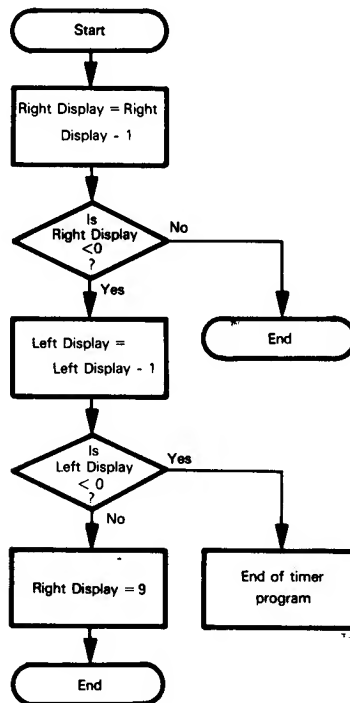 Start
Right Display = Right
Display - 1
Is
Right Display
<0
?
No
Yes
End
Left Display =
Left Display - 1
Is
Left Display
< 0
?
Yes
No
Right Display = 9
End of timer
program
End